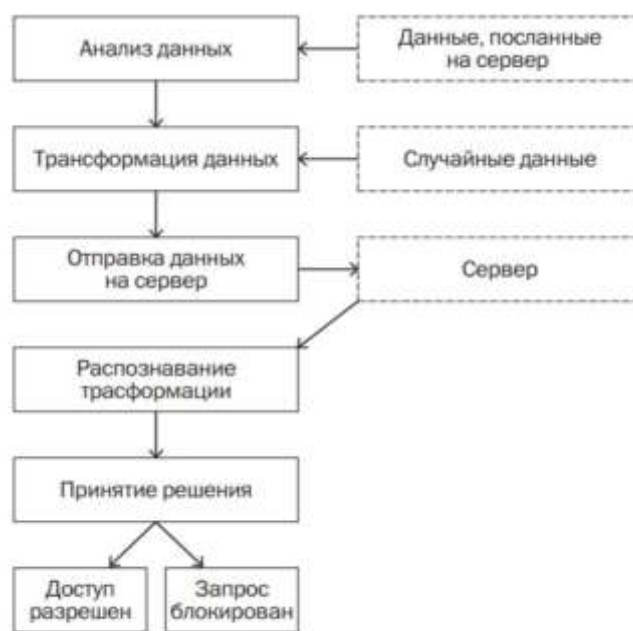 Анализ данных
Данные, посланные
на сервер
Трансформация данных
Случайные данные
Отправка данных
на сервер
Сервер
Распознавание
трасформации
Принятие решения
Доступ
разрешен
Запрос
блокирован